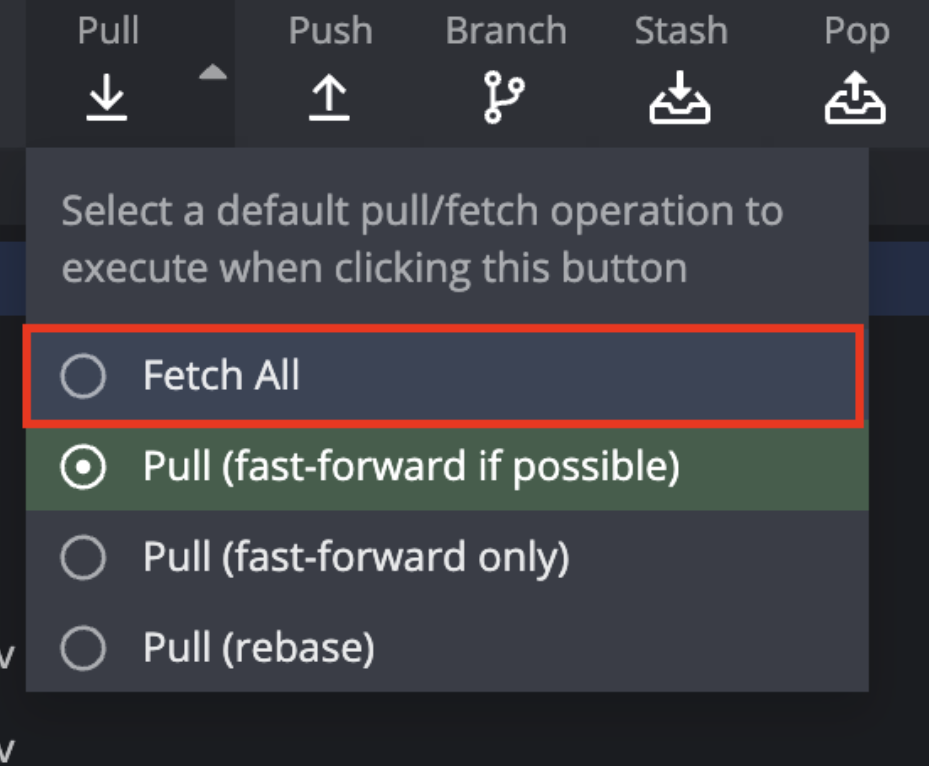 Pull Push Branch Stash Pop
Select a default pull/fetch operation to
execute when clicking this button
Fetch All
Pull (fast-forward if possible)
Pull (fast-forward only)
Pull (rebase)
v
v